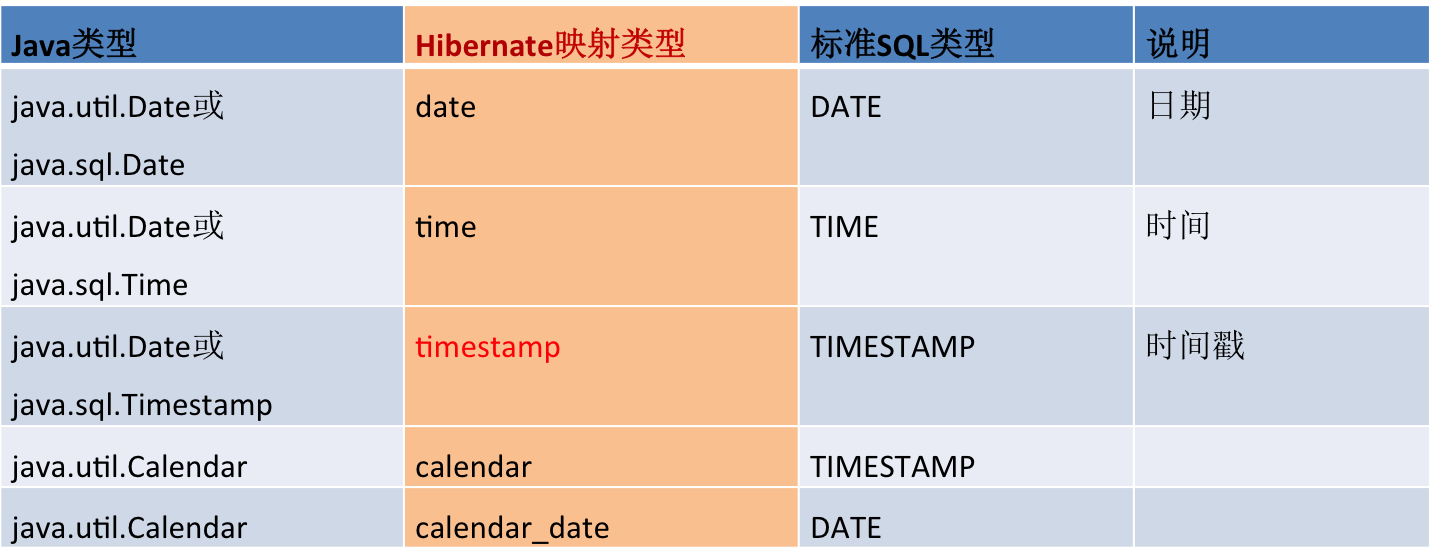 Java类型 Hibernate映射类型 标准SQL类型 说明
java.util.Date或 date DATE 日期
java.sql.Date
java.util.Date或 time TIME 时间
java.sql.Time
java.util.Date或 timestamp TIMESTAMP 时间戳
java.sql.Timestamp
java.util.Calendar calendar TIMESTAMP
java.util.Calendar calendar_date DATE